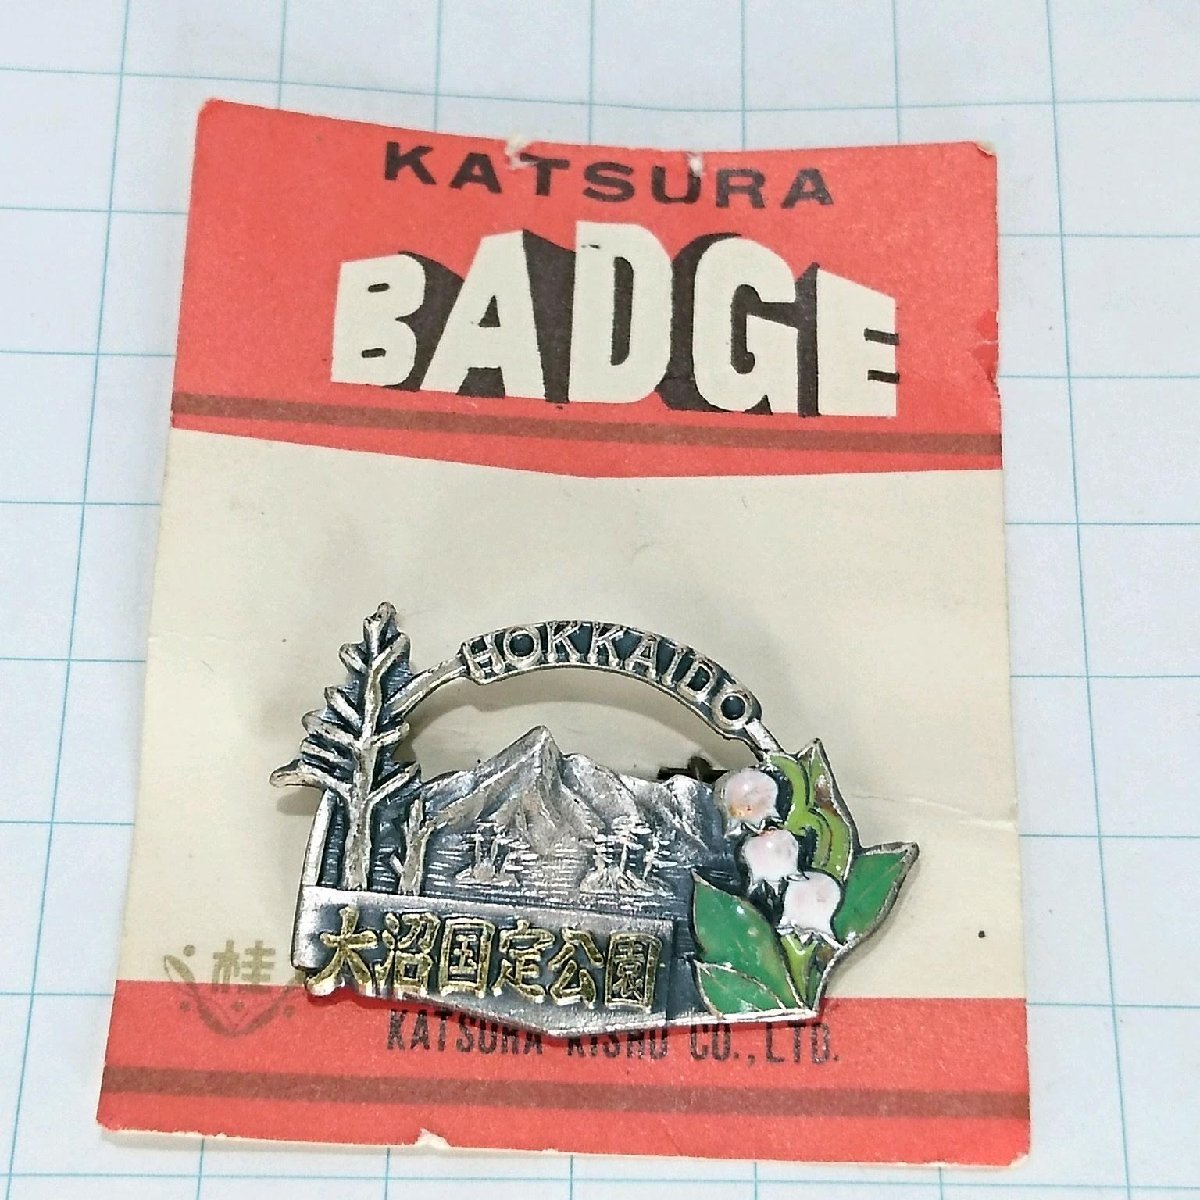 KATSURA
BADGE
HOKKAIDO
大沼国定公園
桂
KATSURA KISHO CO., LTD.